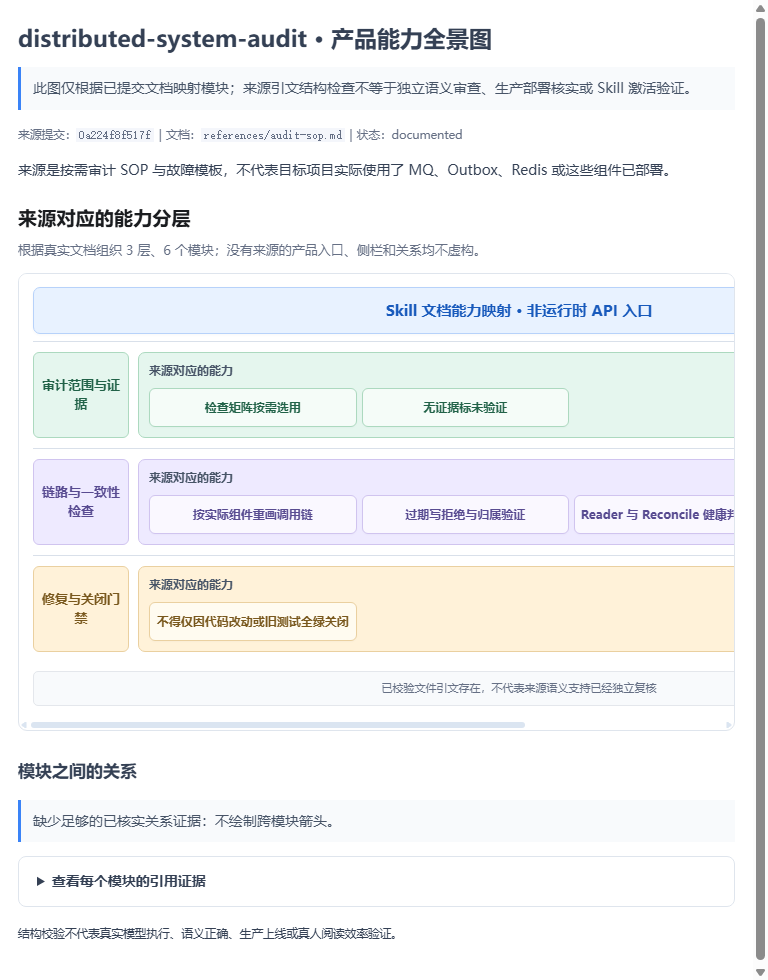 distributed-system-audit · 产品能力全景图
此图仅根据已提交文档映射模块；来源引文结构检查不等于独立语义审查、生产部署核实或 Skill 激活验证。
来源提交：0a224f8f517f | 文档：references/audit-sop.md | 状态：documented
来源是按需审计 SOP 与故障模板，不代表目标项目实际使用了 MQ、Outbox、Redis 或这些组件已部署。
来源对应的能力分层
根据真实文档组织 3 层、6 个模块；没有来源的产品入口、侧栏和关系均不虚构。
Skill 文档能力映射 · 非运行时 API 入口
审计范围与证
据
来源对应的能力
检查矩阵按需选用
无证据标未验证
链路与一致性
检查
来源对应的能力
按实际组件重画调用链
过期写拒绝与归属验证
Reader 与 Reconcile 健康
修复与关闭门
禁
来源对应的能力
不得仅因代码改动或旧测试全绿关闭
已校验文件引文存在，不代表来源语义支持已经独立复核
模块之间的关系
缺少足够的已核实关系证据：不绘制跨模块箭头。
▶ 查看每个模块的引用证据
结构校验不代表真实模型执行、语义正确、生产上线或真人阅读效率验证。